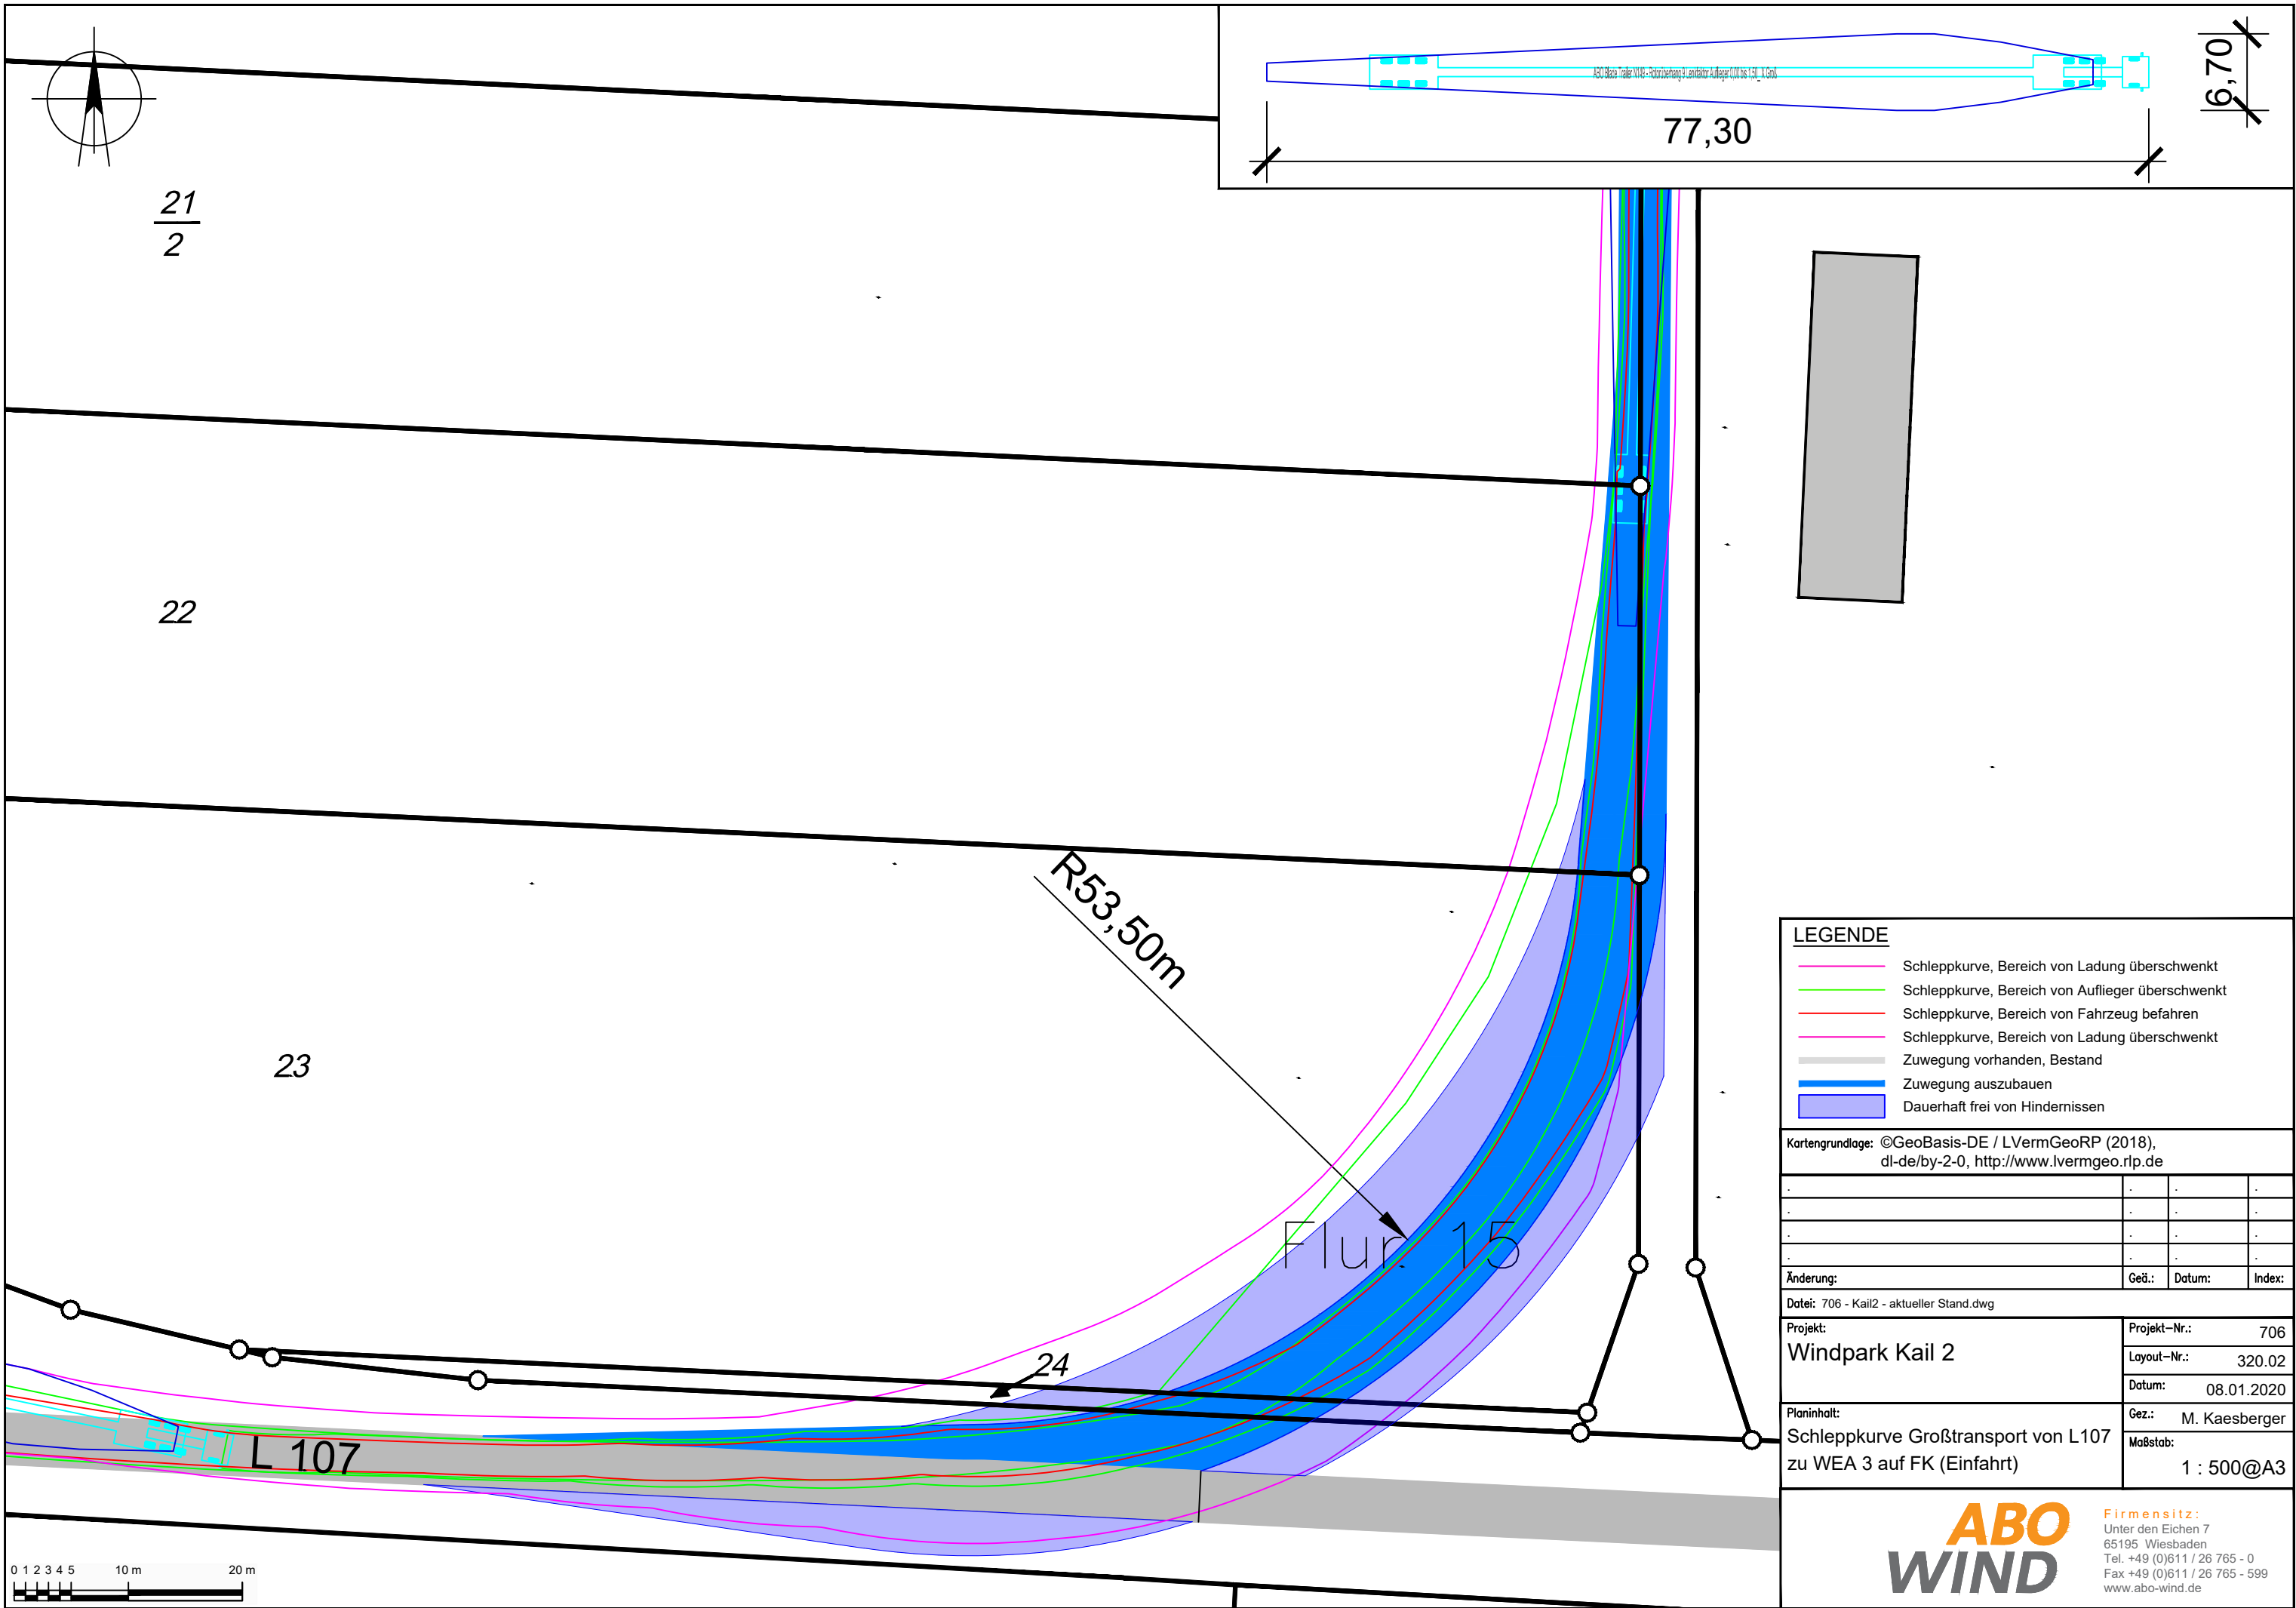 ABO Blade Trailer N149 - Rotorüberhang 9
77,30
6,70
21
2
22
23
24
R53,50m
Flur 15
L 107
0 1 2 3 4 5 10 m 20 m
LEGENDE
Schleppkurve, Bereich von Ladung überschwenkt
Schleppkurve, Bereich von Auflieger überschwenkt
Schleppkurve, Bereich von Fahrzeug befahren
Schleppkurve, Bereich von Ladung überschwenkt
Zuwegung vorhanden, Bestand
Zuwegung auszubauen
Dauerhaft frei von Hindernissen
Kartengrundlage: ©GeoBasis-DE / LVermGeoRP (2018),
dl-de/by-2-0, http://www.lvermgeo.rlp.de
Änderung: Geä.: Datum: Index:
Datei: 706 - Kail2 - aktueller Stand.dwg
Projekt:
Windpark Kail 2
Projekt-Nr.: 706
Layout-Nr.: 320.02
Datum: 08.01.2020
Planinhalt:
Schleppkurve Großtransport von L107
zu WEA 3 auf FK (Einfahrt)
Gez.: M. Kaesberger
Maßstab:
1 : 500@A3
ABO
WIND
Firmensitz:
Unter den Eichen 7
65195 Wiesbaden
Tel. +49 (0)611 / 26 765 - 0
Fax +49 (0)611 / 26 765 - 599
www.abo-wind.de